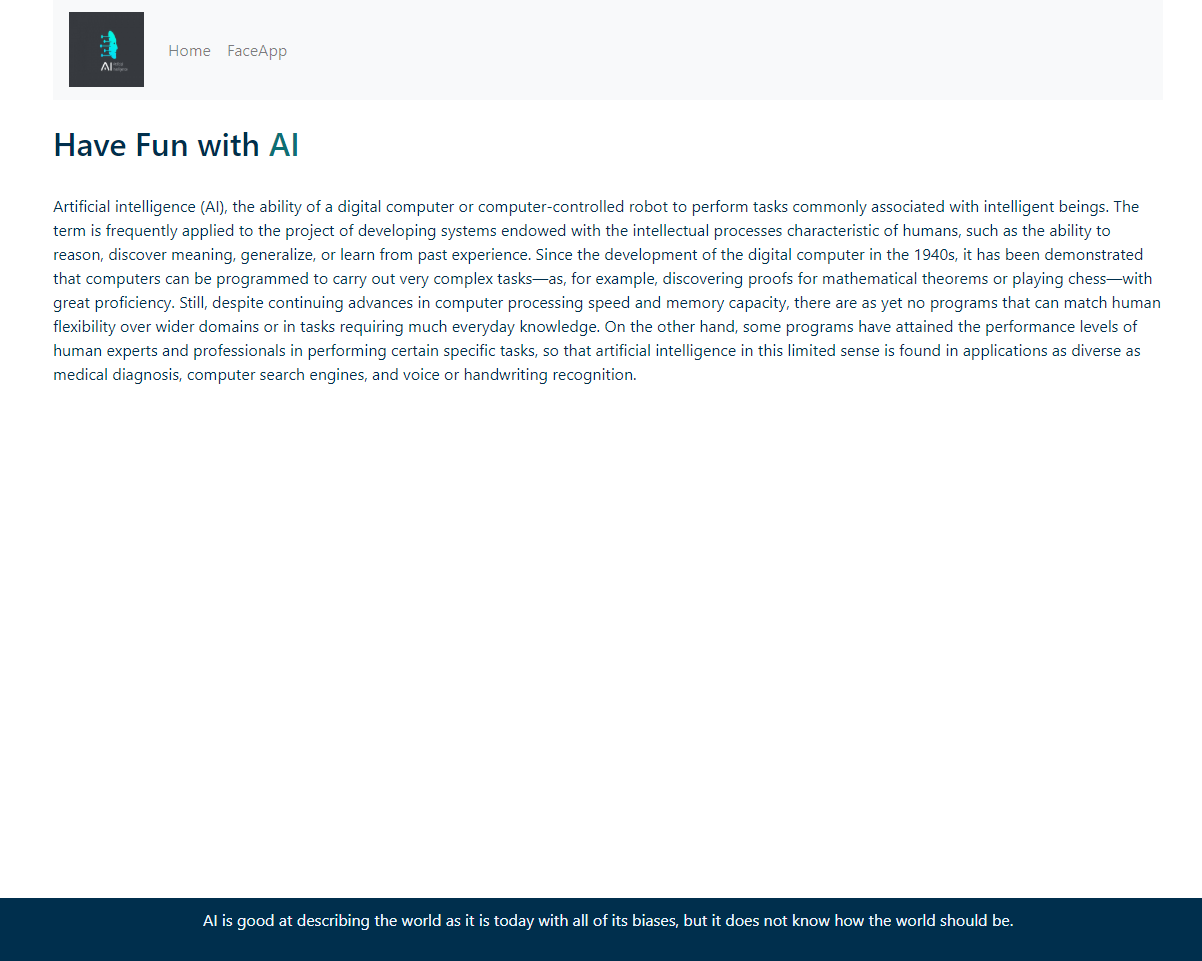 AI
Home FaceApp
Have Fun with AI
Artificial intelligence (AI), the ability of a digital computer or computer-controlled robot to perform tasks commonly associated with intelligent beings. The
term is frequently applied to the project of developing systems endowed with the intellectual processes characteristic of humans, such as the ability to
reason, discover meaning, generalize, or learn from past experience. Since the development of the digital computer in the 1940s, it has been demonstrated
that computers can be programmed to carry out very complex tasks—as, for example, discovering proofs for mathematical theorems or playing chess—with
great proficiency. Still, despite continuing advances in computer processing speed and memory capacity, there are as yet no programs that can match human
flexibility over wider domains or in tasks requiring much everyday knowledge. On the other hand, some programs have attained the performance levels of
human experts and professionals in performing certain specific tasks, so that artificial intelligence in this limited sense is found in applications as diverse as
medical diagnosis, computer search engines, and voice or handwriting recognition.
AI is good at describing the world as it is today with all of its biases, but it does not know how the world should be.